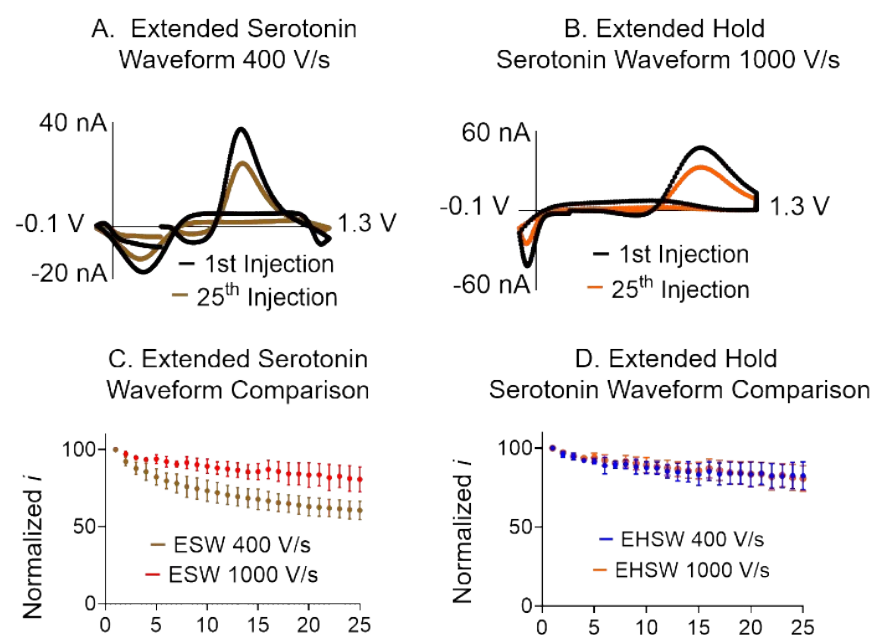 A. Extended Serotonin
Waveform 400 V/s
40 nA
-0.1 V
1.3 V
-20 nA
1st Injection
25th Injection
B. Extended Hold
Serotonin Waveform 1000 V/s
60 nA
-0.1 V
1.3 V
-60 nA
1st Injection
25th Injection
C. Extended Serotonin
Waveform Comparison
Normalized i
100
50
0
ESW 400 V/s
ESW 1000 V/s
0 5 10 15 20 25
D. Extended Hold
Serotonin Waveform Comparison
Normalized i
100
50
0
EHSW 400 V/s
EHSW 1000 V/s
0 5 10 15 20 25